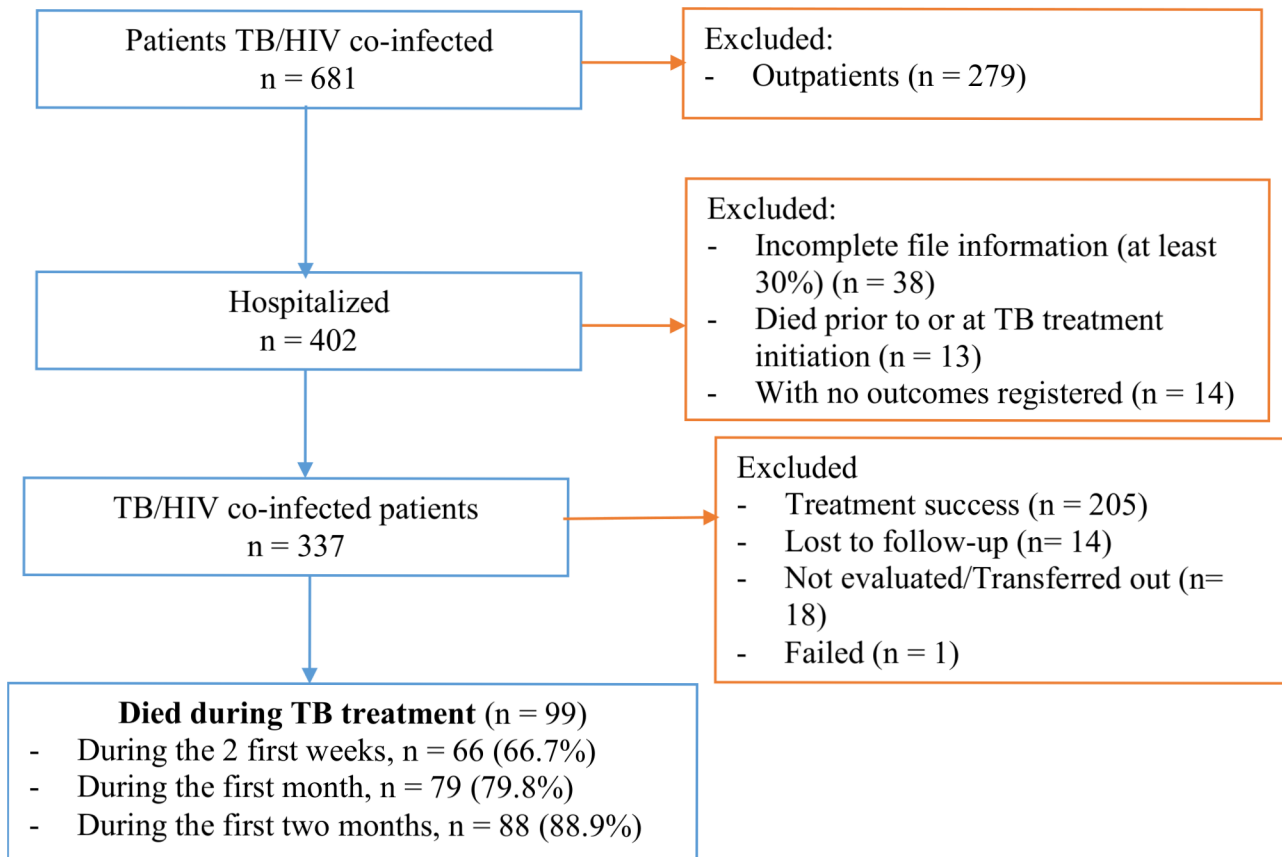 Patients TB/HIV co-infected
n = 681
Excluded:
- Outpatients (n = 279)
Hospitalized
n = 402
Excluded:
- Incomplete file information (at least
30%) (n = 38)
- Died prior to or at TB treatment
initiation (n = 13)
- With no outcomes registered (n = 14)
TB/HIV co-infected patients
n = 337
Excluded
- Treatment success (n = 205)
- Lost to follow-up (n= 14)
- Not evaluated/Transferred out (n=
18)
- Failed (n = 1)
Died during TB treatment (n = 99)
- During the 2 first weeks, n = 66 (66.7%)
- During the first month, n = 79 (79.8%)
- During the first two months, n = 88 (88.9%)